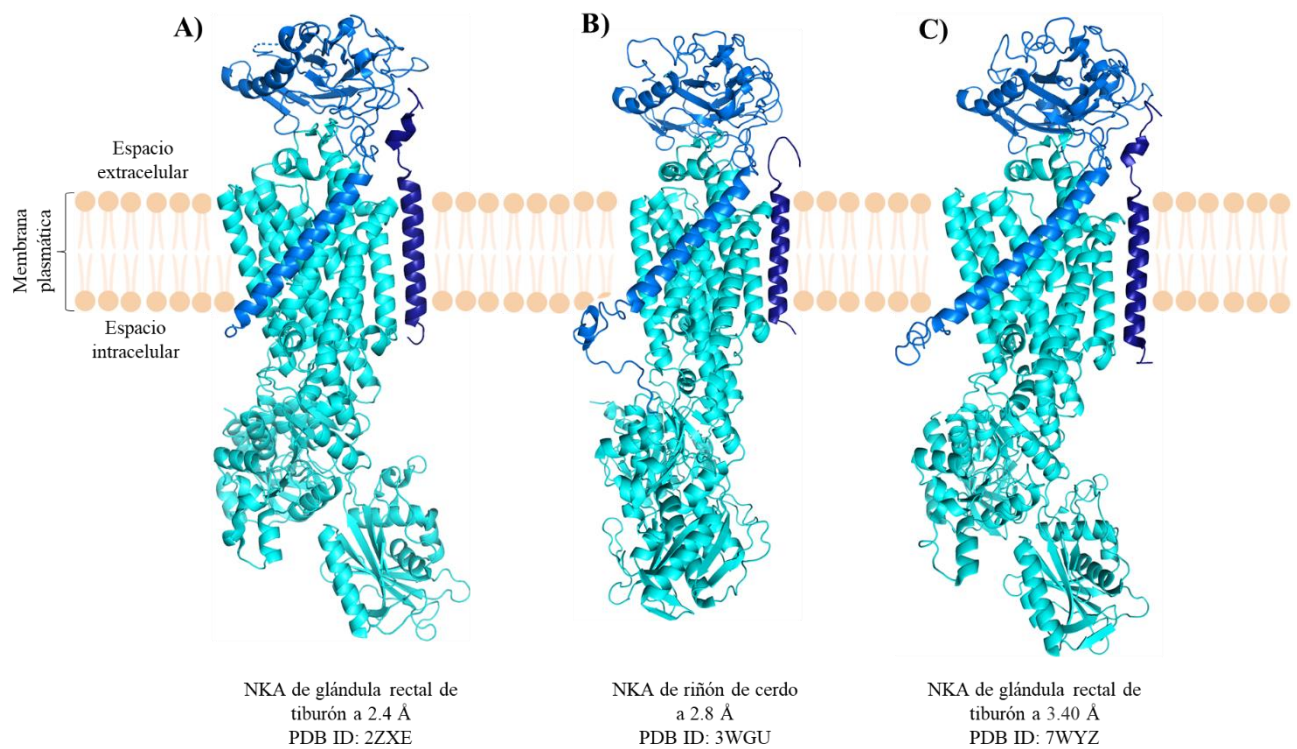 A)
B)
C)
Espacio
extracelular
Membrana
plasmática
Espacio
intracelular
NKA de glándula rectal de
tiburón a 2.4 Å
PDB ID: 2ZXE
NKA de riñón de cerdo
a 2.8 Å
PDB ID: 3WGU
NKA de glándula rectal de
tiburón a 3.40 Å
PDB ID: 7WYZ